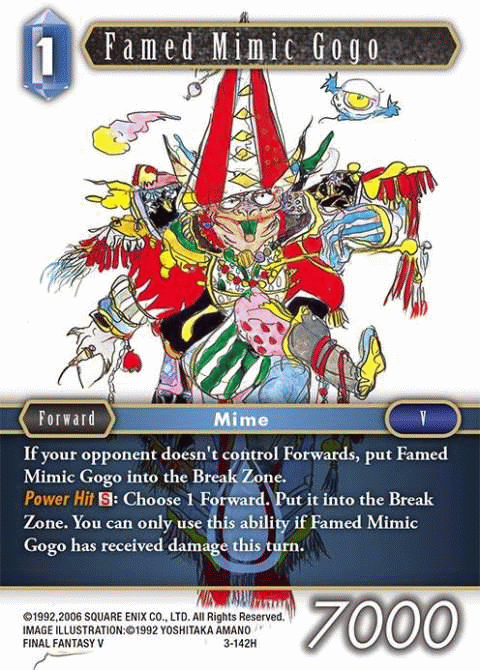 1
Famed Mimic Gogo
Forward
Mime
V
If your opponent doesn't control Forwards, put Famed
Mimic Gogo into the Break Zone.
Power Hit S: Choose 1 Forward. Put it into the Break
Zone. You can only use this ability if Famed Mimic
Gogo has received damage this turn.
©1992,2006 SQUARE ENIX CO., LTD. All Rights Reserved.
IMAGE ILLUSTRATION:©1992 YOSHITAKA AMANO
FINAL FANTASY V 3-142H
7000